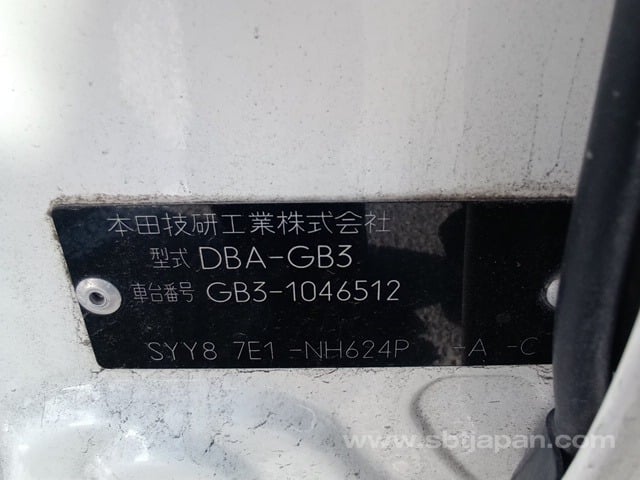 本田技研工業株式会社
型式 DBA-GB3
車台番号 GB3-1046512
SYY8 7E1 -NH624P -A -C
www.sbtjapan.com